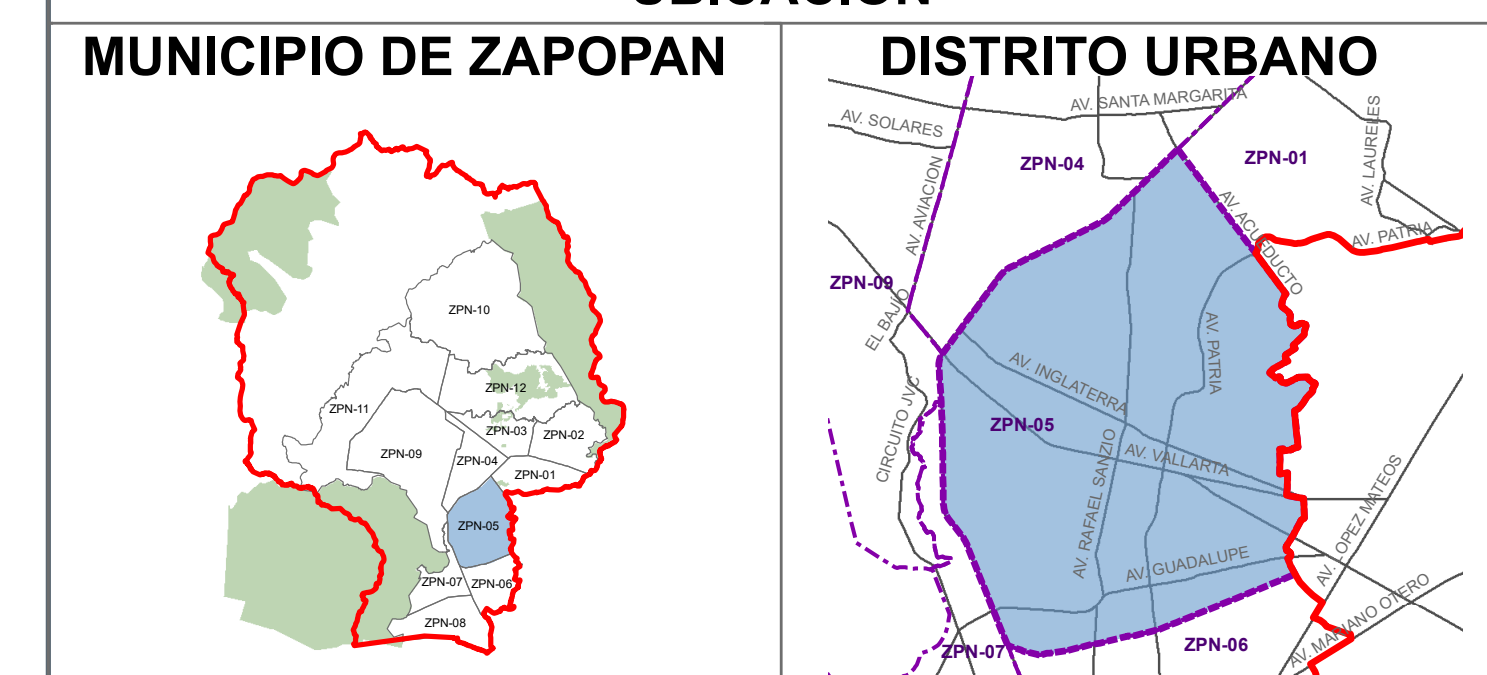 UBICACIÓN
MUNICIPIO DE ZAPOPAN
ZPN-10
ZPN-12
ZPN-11
ZPN-03
ZPN-02
ZPN-09
ZPN-04
ZPN-01
ZPN-05
ZPN-07
ZPN-06
ZPN-08
DISTRITO URBANO
AV. SANTA MARGARITA
AV. SOLARES
AV. LAURELES
ZPN-04
ZPN-01
AV. AVIACION
AV. ACUEDUCTO
AV. PATRIA
ZPN-09
EL BAJÍO
AV. PATRIA
AV. INGLATERRA
CIRCUITO JVC
ZPN-05
AV. VALLARTA
AV. RAFAEL SANZIO
AV. LOPEZ MATEOS
AV. GUADALUPE
AV. MARIANO OTERO
ZPN-07
ZPN-06